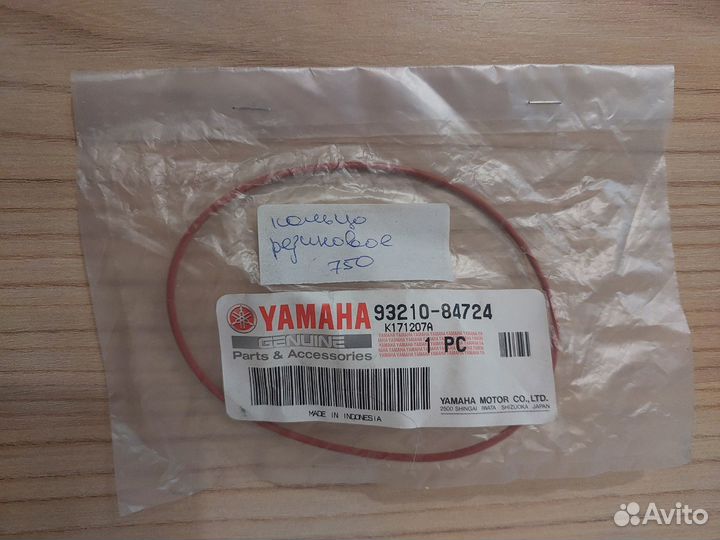 кольцо
резиновое
750
YAMAHA 93210-84724
K171207A
GENUINE
Parts & Accessories
1 PC
YAMAHA MOTOR CO.,LTD.
2500 SHINGAI IWATA SHIZUOKA JAPAN
MADE IN INDONESIA
Avito